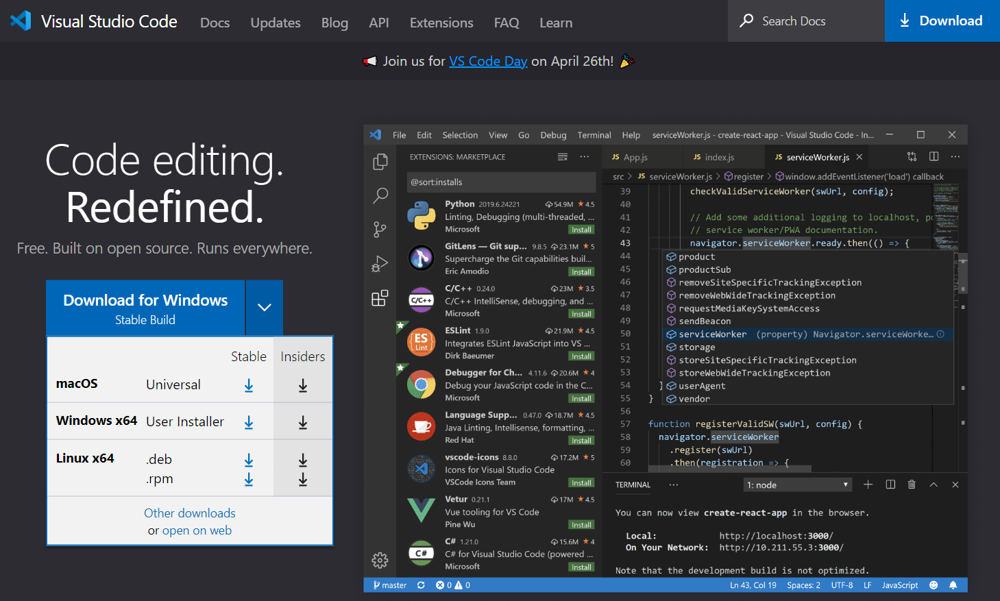 Visual Studio Code Docs Updates Blog API Extensions FAQ Learn Search Docs Download
Join us for VS Code Day on April 26th!
Code editing.
Redefined.
Free. Built on open source. Runs everywhere.
Download for Windows
Stable Build
Stable Insiders
macOS Universal
Windows x64 User Installer
Linux x64 .deb
.rpm
Other downloads
or open on web
File Edit Selection View Go Debug Terminal Help serviceWorker.js - create-react-app - Visual Studio Code - In...
EXTENSIONS: MARKETPLACE
@sort:installs
Python 2019.6.24221 54.9M 4.5
Linting, Debugging (multi-threaded, ...
Microsoft Install
GitLens — Git sup... 9.8.5 23.1M 5
Supercharge the Git capabilities buil...
Eric Amodio Install
C/C++
C/C++ 0.24.0 23M 3.5
C/C++ IntelliSense, debugging, and ...
Microsoft Install
ES
Lint
ESLint 1.9.0 21.9M 4.5
Integrates ESLint JavaScript into VS ...
Dirk Baeumer Install
Debugger for Ch... 4.11.6 20.6M 4
Debug your JavaScript code in the C...
Microsoft Install
Language Supp... 0.47.0 18.7M 4.5
Java Linting, Intellisense, formatting, ...
Red Hat Install
vscode-icons 8.8.0 17.2M 5
Icons for Visual Studio Code
VSCode Icons Team Install
Vetur 0.21.1 17M 4.5
Vue tooling for VS Code
Pine Wu Install
C#
C# 1.21.0 15.6M 4
C# for Visual Studio Code (powered ...
Microsoft Install
JS App.js JS index.js JS serviceWorker.js
src > JS serviceWorker.js > register > window.addEventListener('load') callback
39 checkValidServiceWorker(swUrl, config);
40
41 // Add some additional logging to localhost,
42 // service worker/PWA documentation.
43 navigator.serviceWorker.ready.then(() => {
44 product
45 productSub
46 removeSiteSpecificTrackingException
47 removeWebWideTrackingException
48 requestMediaKeySystemAccess
49 sendBeacon
50 serviceWorker (property) Navigator.serviceWorke...
51 storage
52 storeSiteSpecificTrackingException
53 storeWebWideTrackingException
54 } userAgent
55 } vendor
56
57 function registerValidSW(swUrl, config) {
58 navigator.serviceWorker
59 .register(swUrl)
60 .then(registration => {
TERMINAL ... 1: node
You can now view create-react-app in the browser.
Local: http://localhost:3000/
On Your Network: http://10.211.55.3:3000/
Note that the development build is not optimized.
master 0 0 Ln 43, Col 19 Spaces: 2 UTF-8 LF JavaScript